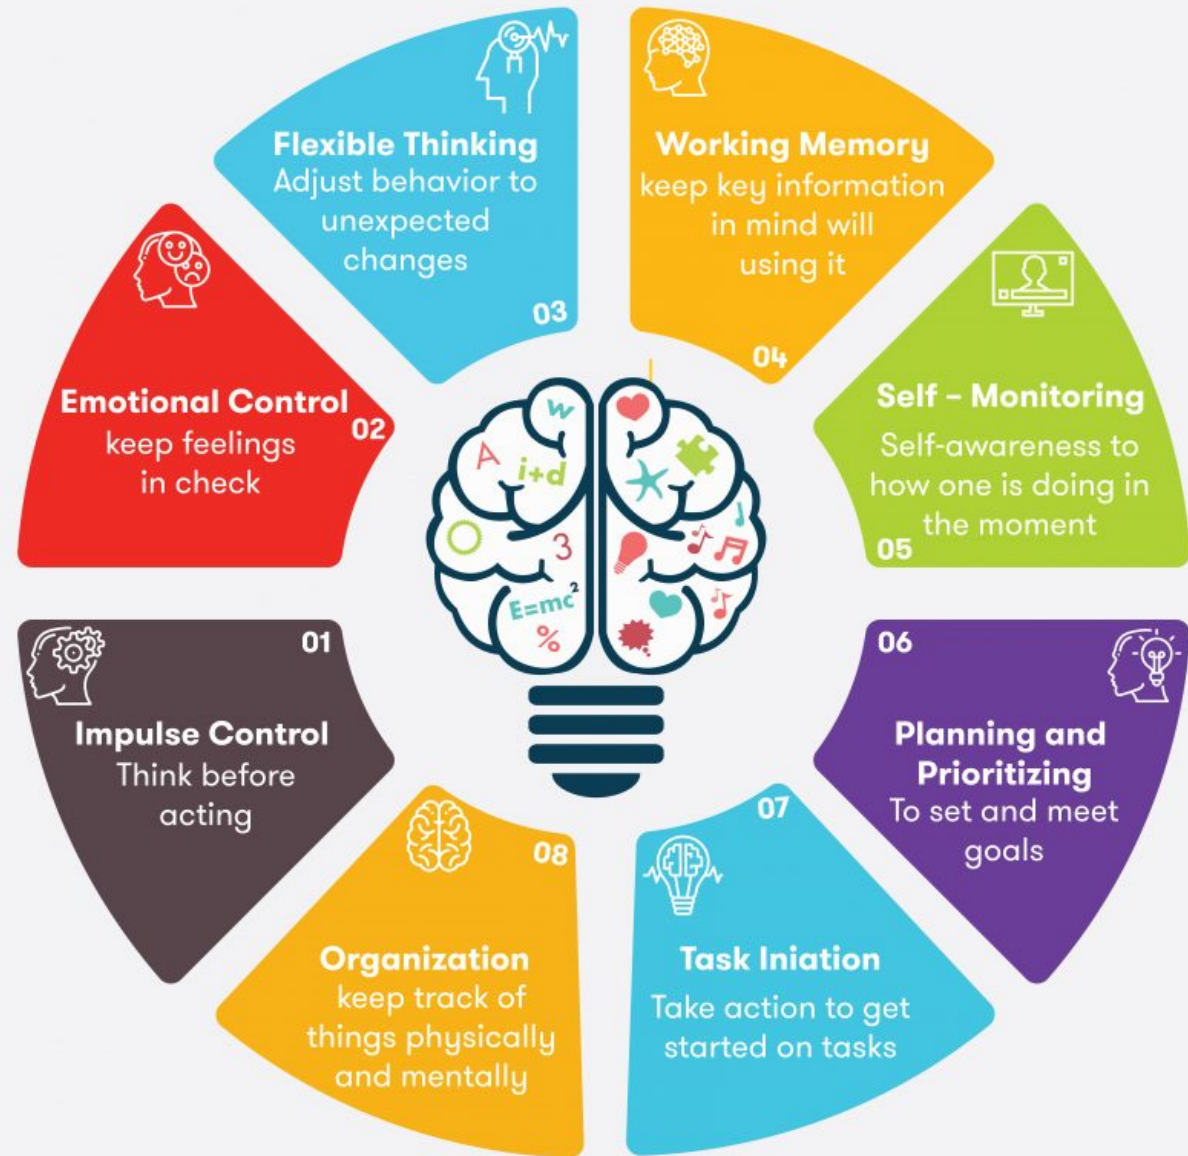 01
Impulse Control
Think before
acting
Emotional Control
02
keep feelings
in check
Flexible Thinking
Adjust behavior to
unexpected
changes
03
Working Memory
keep key information
in mind will
using it
04
Self – Monitoring
Self-awareness to
how one is doing in
the moment
05
06
Planning and
Prioritizing
To set and meet
goals
07
Task Iniation
Take action to get
started on tasks
08
Organization
keep track of
things physically
and mentally
w
A
i+d
3
E=mc²
%